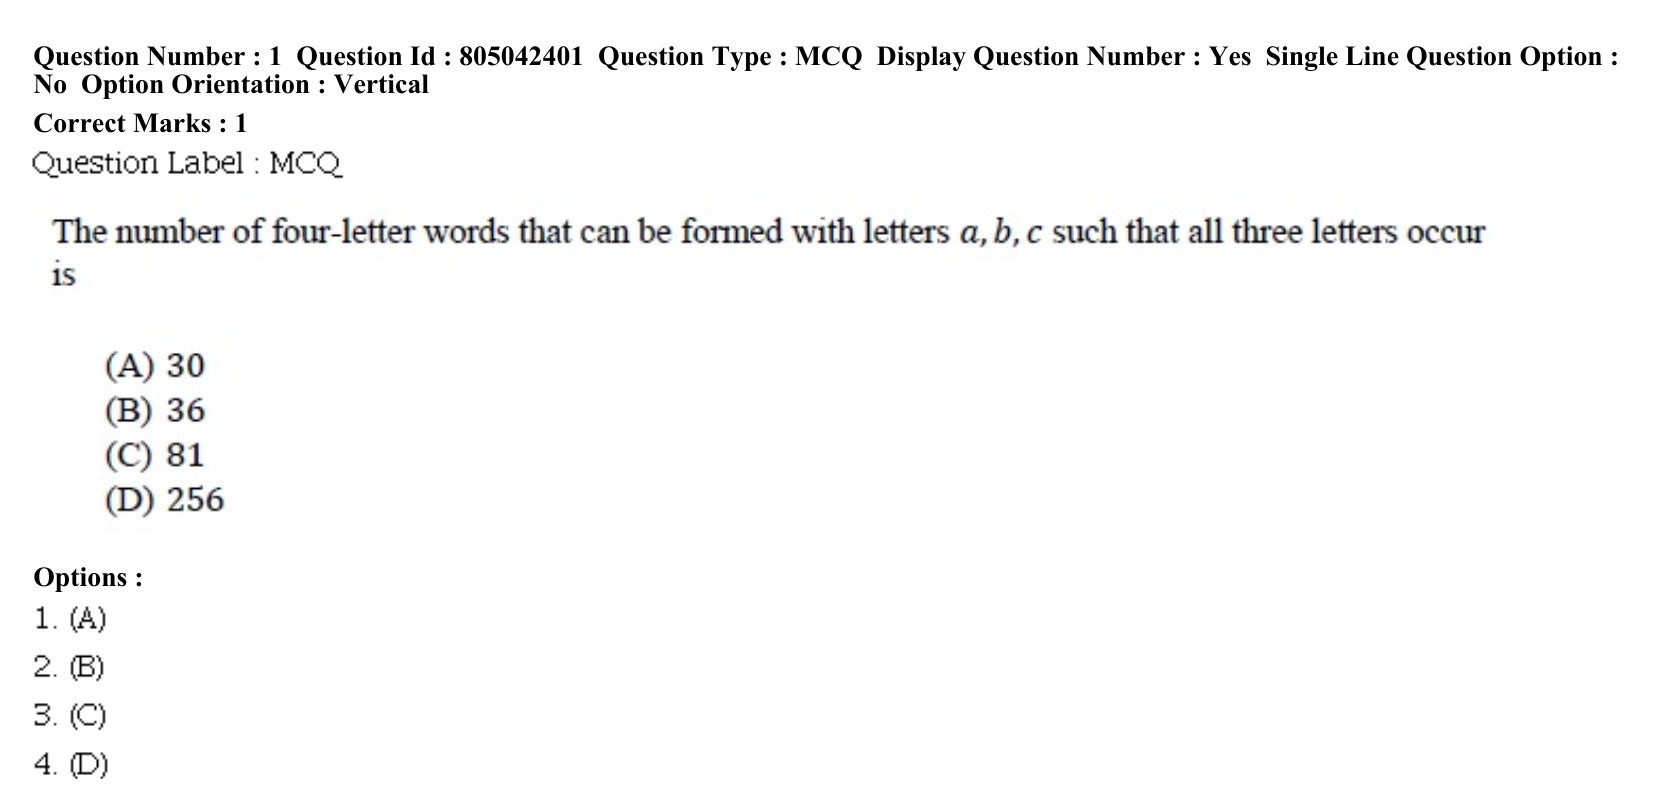 Question Number : 1 Question Id : 805042401 Question Type : MCQ Display Question Number : Yes Single Line Question Option :
No Option Orientation : Vertical
Correct Marks : 1
Question Label : MCQ
The number of four-letter words that can be formed with letters a, b, c such that all three letters occur
is
(A) 30
(B) 36
(C) 81
(D) 256
Options :
1. (A)
2. (B)
3. (C)
4. (D)